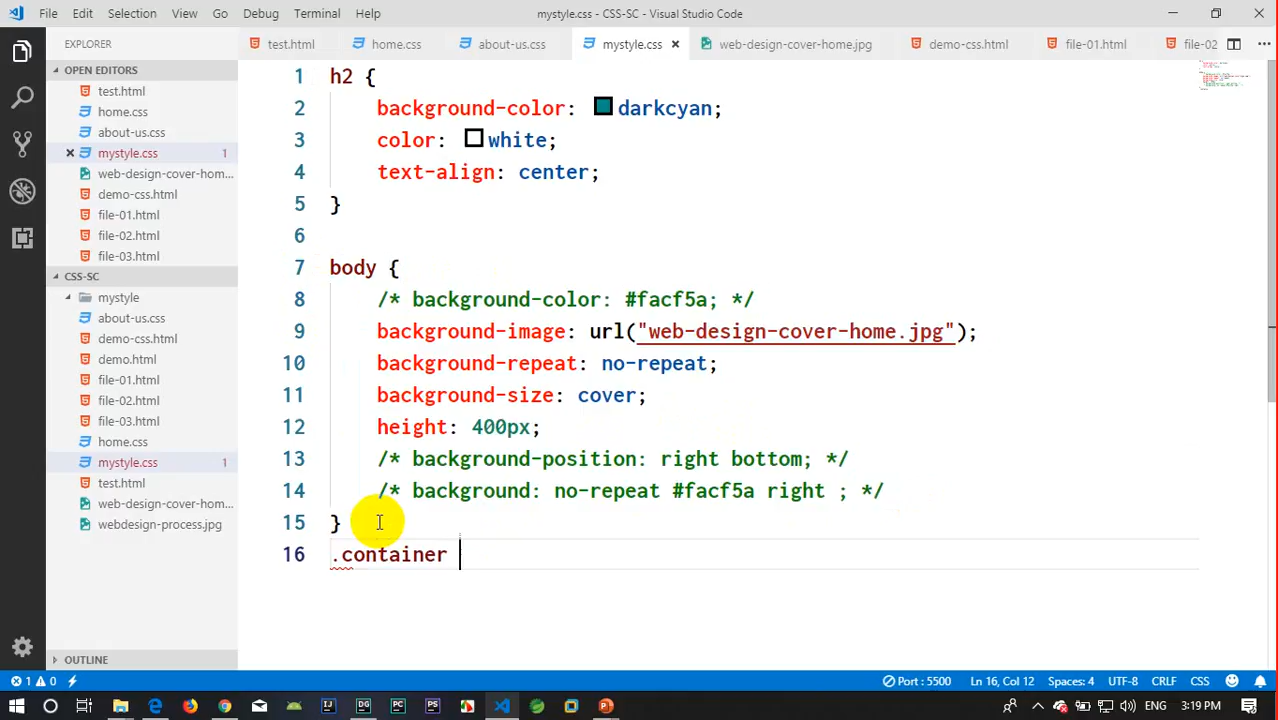 File Edit Selection View Go Debug Terminal Help
mystyle.css - CSS-SC - Visual Studio Code
EXPLORER
test.html home.css about-us.css mystyle.css web-design-cover-home.jpg demo-css.html file-01.html file-02
OPEN EDITORS
test.html
home.css
about-us.css
mystyle.css 1
web-design-cover-hom...
demo-css.html
file-01.html
file-02.html
file-03.html
CSS-SC
mystyle
about-us.css
demo-css.html
demo.html
file-01.html
file-02.html
file-03.html
home.css
mystyle.css 1
test.html
web-design-cover-hom...
webdesign-process.jpg
OUTLINE
1 h2 {
2 background-color: darkcyan;
3 color: white;
4 text-align: center;
5 }
6
7 body {
8 /* background-color: #facf5a; */
9 background-image: url("web-design-cover-home.jpg");
10 background-repeat: no-repeat;
11 background-size: cover;
12 height: 400px;
13 /* background-position: right bottom; */
14 /* background: no-repeat #facf5a right ; */
15 }
16 .container
1 0 Port : 5500 Ln 16, Col 12 Spaces: 4 UTF-8 CRLF CSS
IJ DG PC PS 3:19 PM